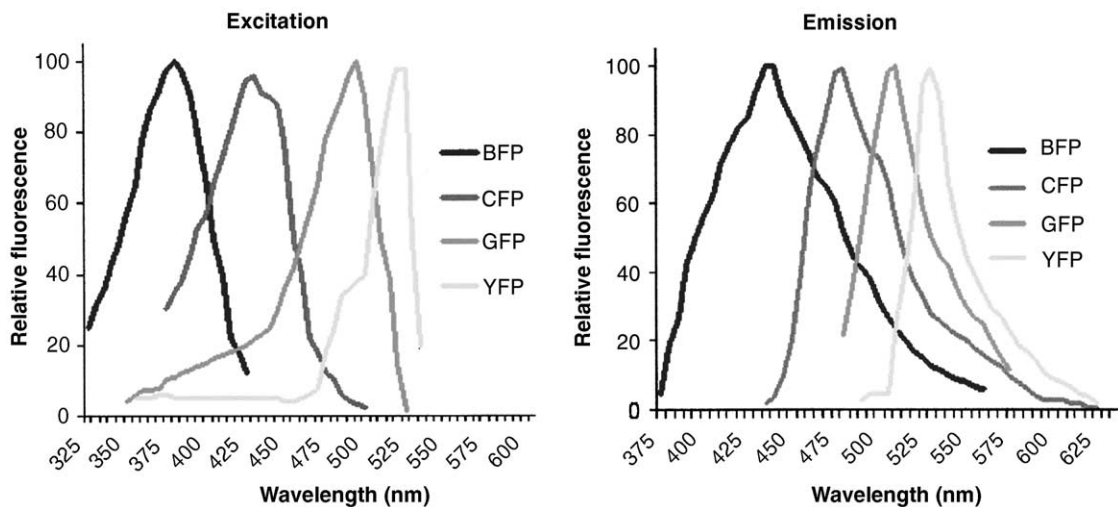 Excitation
Relative fluorescence
100
80
60
40
20
0
325
350
375
400
425
450
475
500
525
550
575
600
Wavelength (nm)
BFP
CFP
GFP
YFP
Emission
Relative fluorescence
100
80
60
40
20
0
375
400
425
450
475
500
525
550
575
600
625
Wavelength (nm)
BFP
CFP
GFP
YFP